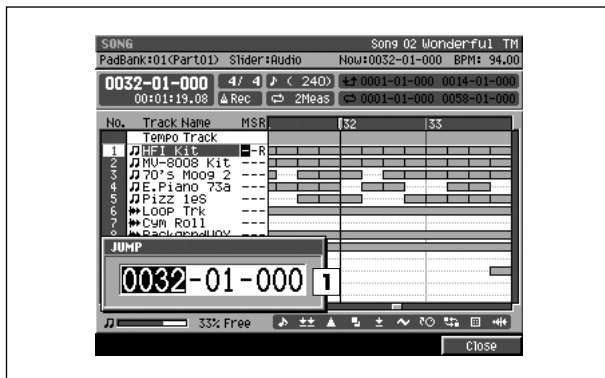 SONG Song 02 Wonderful TM
PadBank:01(Part01) Slider:Audio Now:0032-01-000 BPM: 94.00
0032-01-000 4/ 4 ♪ ( 240) 0001-01-000 0014-01-000
00:01:19.08 Rec 2Meas 0001-01-000 0058-01-000
No. Track Name MSR 32 33
Tempo Track
1 HFI Kit -R
2 MV-8008 Kit ---
3 70's Moog 2 ---
4 E.Piano 73a ---
5 Pizz 1eS ---
6 Loop Trk ---
7 Cym Roll ---
8 BackgrndVOX ---
JUMP
0032-01-000 1
33% Free
Close